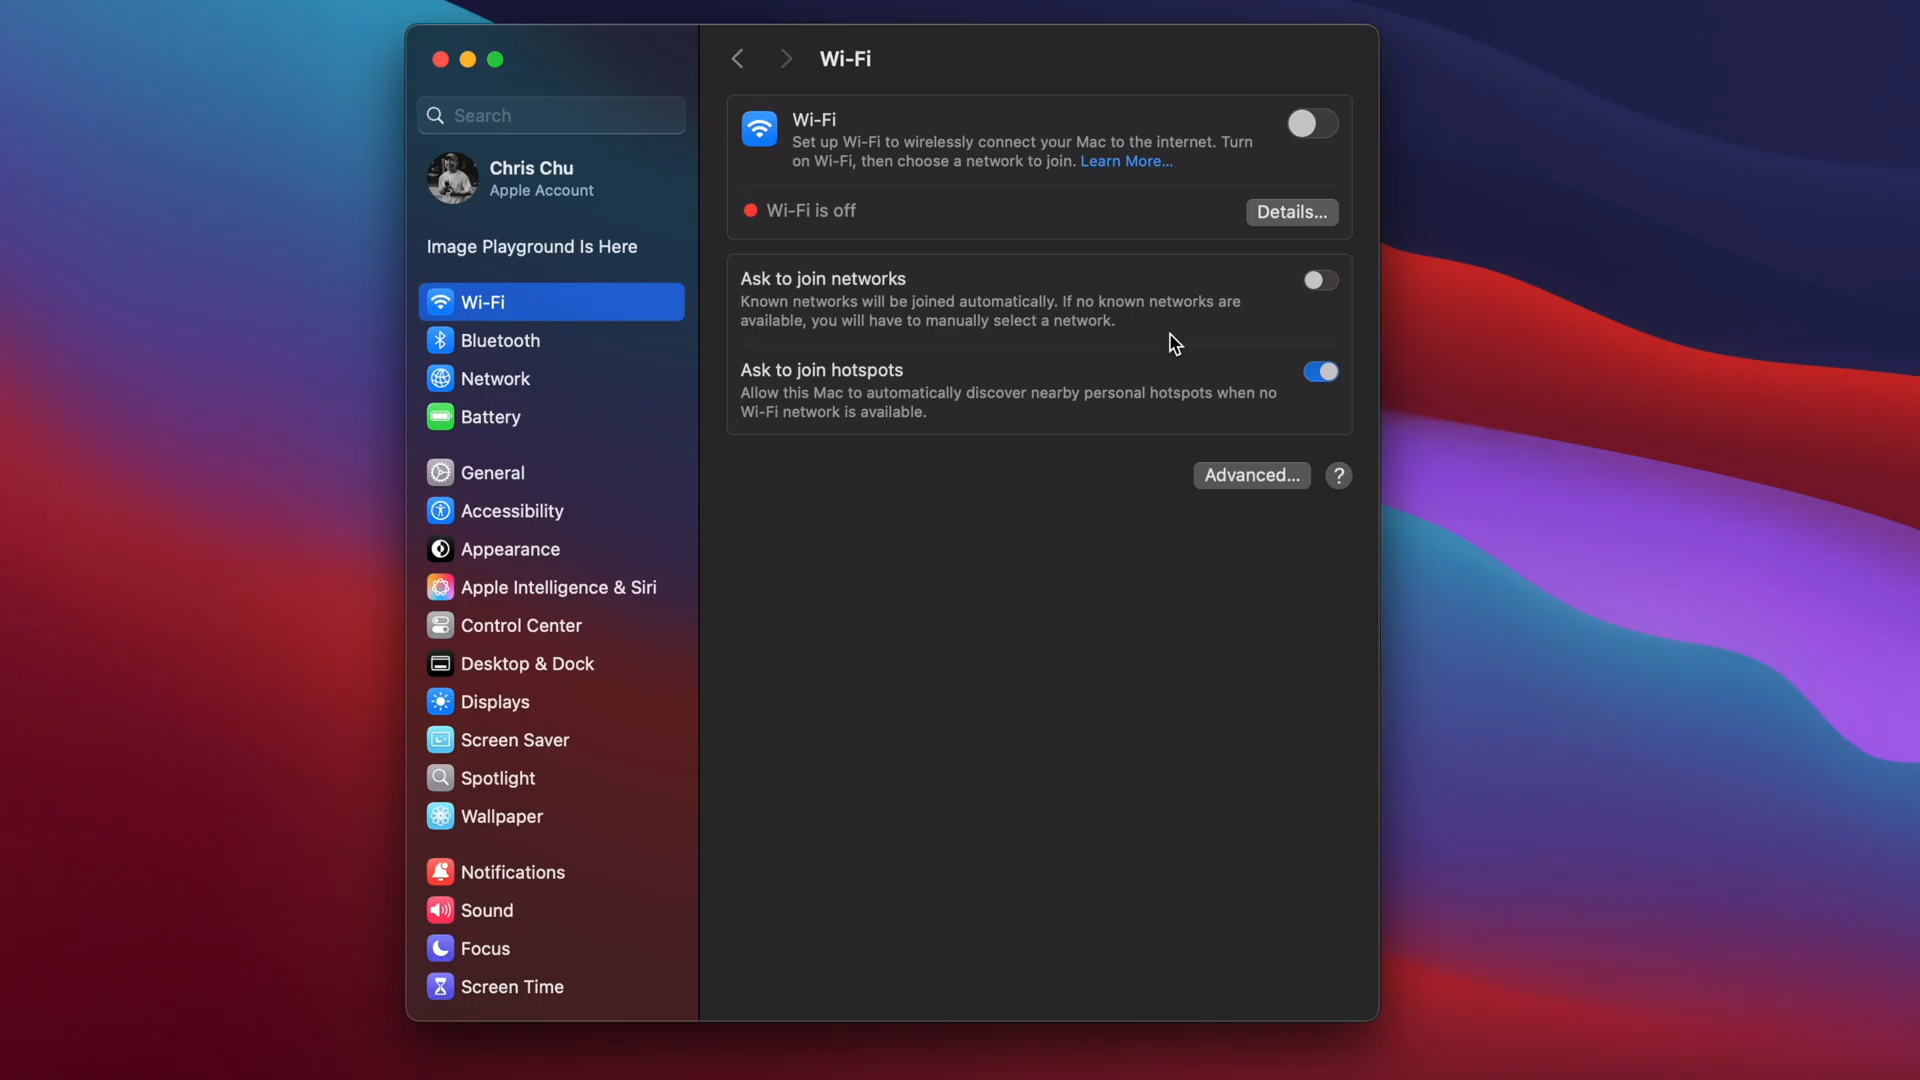 Search
Chris Chu
Apple Account
Image Playground Is Here
Wi-Fi
Bluetooth
Network
Battery
General
Accessibility
Appearance
Apple Intelligence & Siri
Control Center
Desktop & Dock
Displays
Screen Saver
Spotlight
Wallpaper
Notifications
Sound
Focus
Screen Time
Wi-Fi
Wi-Fi
Set up Wi-Fi to wirelessly connect your Mac to the internet. Turn
on Wi-Fi, then choose a network to join. Learn More...
Wi-Fi is off
Details...
Ask to join networks
Known networks will be joined automatically. If no known networks are
available, you will have to manually select a network.
Ask to join hotspots
Allow this Mac to automatically discover nearby personal hotspots when no
Wi-Fi network is available.
Advanced...
?